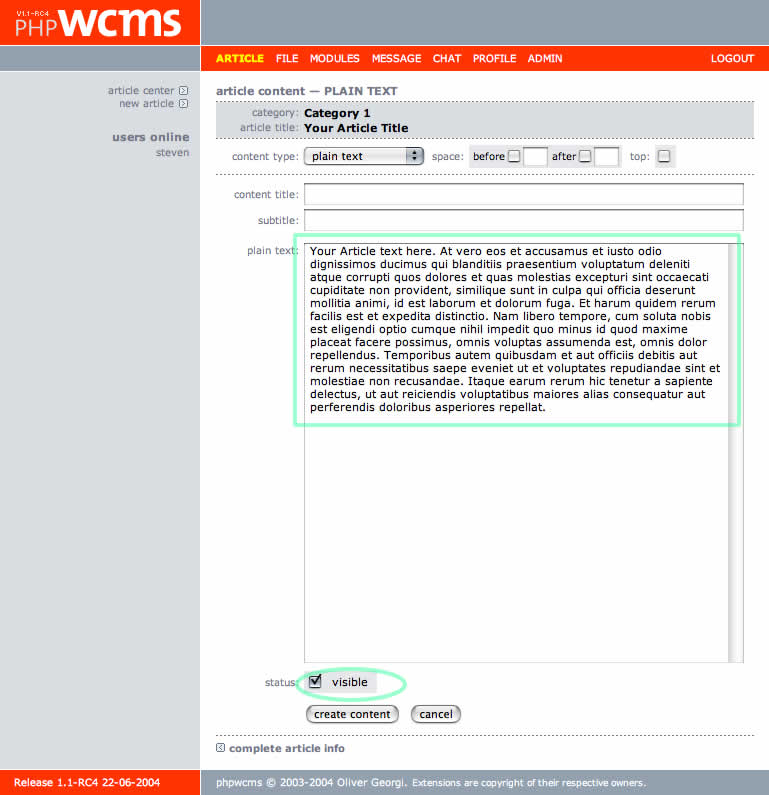 V1.1-RC4
PHPWCMS
ARTICLE FILE MODULES MESSAGE CHAT PROFILE ADMIN LOGOUT
article center
new article
users online
steven
article content — PLAIN TEXT
category: Category 1
article title: Your Article Title
content type: plain text space: before after top:
content title:
subtitle:
plain text:
Your Article text here. At vero eos et accusamus et iusto odio
dignissimos ducimus qui blanditiis praesentium voluptatum deleniti
atque corrupti quos dolores et quas molestias excepturi sint occaecati
cupiditate non provident, similique sunt in culpa qui officia deserunt
mollitia animi, id est laborum et dolorum fuga. Et harum quidem rerum
facilis est et expedita distinctio. Nam libero tempore, cum soluta nobis
est eligendi optio cumque nihil impedit quo minus id quod maxime
placeat facere possimus, omnis voluptas assumenda est, omnis dolor
repellendus. Temporibus autem quibusdam et aut officiis debitis aut
rerum necessitatibus saepe eveniet ut et voluptates repudiandae sint et
molestiae non recusandae. Itaque earum rerum hic tenetur a sapiente
delectus, ut aut reiciendis voluptatibus maiores alias consequatur aut
perferendis doloribus asperiores repellat.
status: visible
create content cancel
complete article info
Release 1.1-RC4 22-06-2004
phpwcms © 2003-2004 Oliver Georgi. Extensions are copyright of their respective owners.